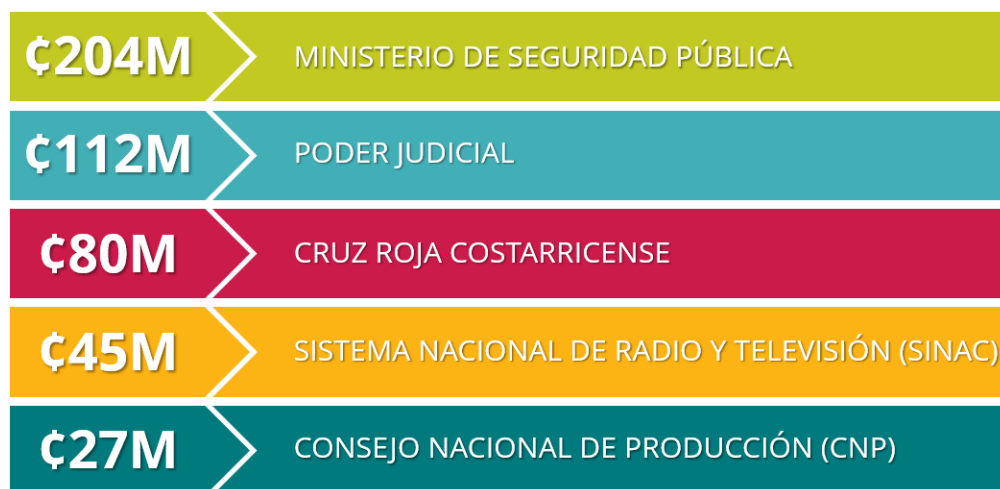 ₵204M MINISTERIO DE SEGURIDAD PÚBLICA
₵112M PODER JUDICIAL
₵80M CRUZ ROJA COSTARRICENSE
₵45M SISTEMA NACIONAL DE RADIO Y TELEVISIÓN (SINAC)
₵27M CONSEJO NACIONAL DE PRODUCCIÓN (CNP)